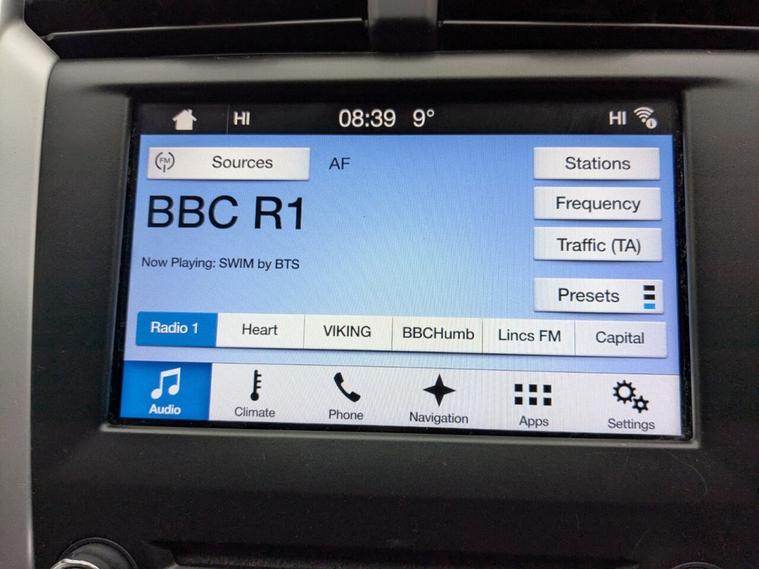 HI 08:39 9° HI
FM Sources AF Stations
BBC R1
Frequency
Traffic (TA)
Now Playing: SWIM by BTS
Presets
Radio 1 Heart VIKING BBCHumb Lincs FM Capital
Audio Climate Phone Navigation Apps Settings